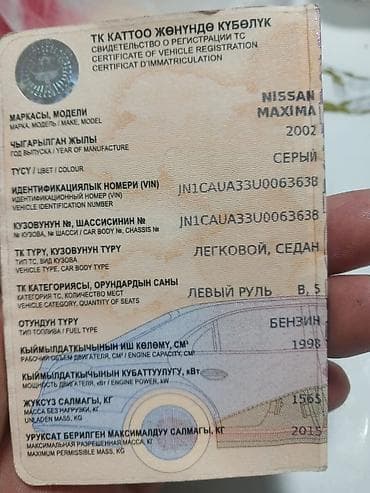 ТК КАТТОО ЖӨНҮНДӨ КҮБӨЛҮК
СВИДЕТЕЛЬСТВО О РЕГИСТРАЦИИ ТС
CERTIFICATE OF VEHICLE REGISTRATION
CERTIFICAT D'IMMATRICULATION
МАРКАСЫ, МОДЕЛИ NISSAN
МАРКА, МОДЕЛЬ / MAKE, MODEL MAXIMA
ЧЫГАРЫЛГАН ЖЫЛЫ 2002
ГОД ВЫПУСКА / YEAR OF MANUFACTURE
ТҮСҮ / ЦВЕТ / COLOUR СЕРЫЙ
ИДЕНТИФИКАЦИЯЛЫК НОМЕРИ (VIN) JN1CAUA33U0063638
ИДЕНТИФИКАЦИОННЫЙ НОМЕР (VIN)
VEHICLE IDENTIFICATION NUMBER
КУЗОВУНУН №, ШАССИСИНИН № JN1CAUA33U0063638
№ КУЗОВА, № ШАССИ / CAR BODY №, CHASSIS №
ТК ТҮРҮ, КУЗОВУНУН ТҮРҮ ЛЕГКОВОЙ, СЕДАН
ТИП ТС, ВИД КУЗОВА
VEHICLE TYPE, CAR BODY TYPE
ТК КАТЕГОРИЯСЫ, ОРУНДАРДЫН САНЫ ЛЕВЫЙ РУЛЬ B, 5
КАТЕГОРИЯ ТС, КОЛИЧЕСТВО МЕСТ
VEHICLE CATEGORY, QUANTITY OF SEATS
ОТУНДУН ТҮРҮ БЕНЗИН
ТИП ТОПЛИВА / FUEL TYPE
КЫЙМЫЛДАТКЫЧЫНЫН ИШ КӨЛӨМҮ, СМ³ 1998
РАБОЧИЙ ОБЪЕМ ДВИГАТЕЛЯ, СМ³ / ENGINE CAPACITY, CM³
КЫЙМЫЛДАТКЫЧЫНЫН КУБАТТУУЛУГУ, кВт
МОЩНОСТЬ ДВИГАТЕЛЯ, кВт / ENGINE POWER, kW
ЖҮКСҮЗ САЛМАГЫ, КГ 1565
МАССА БЕЗ НАГРУЗКИ, КГ
UNLADEN MASS, KG
УРУКСАТ БЕРИЛГЕН МАКСИМАЛДУУ САЛМАГЫ, КГ 2015
МАКСИМАЛЬНАЯ РАЗРЕШЕННАЯ МАССА, КГ
MAXIMUM PERMISSIBLE MASS, KG